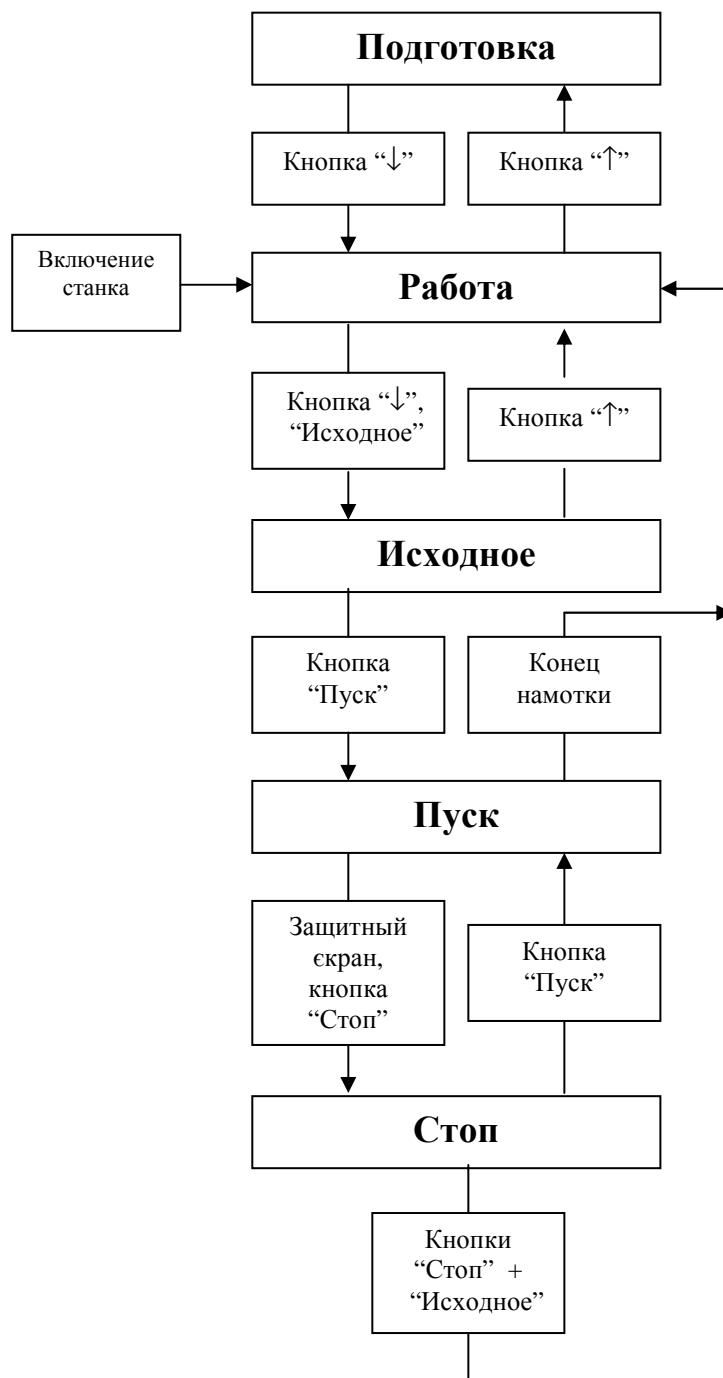 Подготовка
Кнопка “↓”
Кнопка “↑”
Включение
станка
Работа
Кнопка “↓”,
“Исходное”
Кнопка “↑”
Исходное
Кнопка
“Пуск”
Конец
намотки
Пуск
Защитный
єкран,
кнопка
“Стоп”
Кнопка
“Пуск”
Стоп
Кнопки
“Стоп” +
“Исходное”